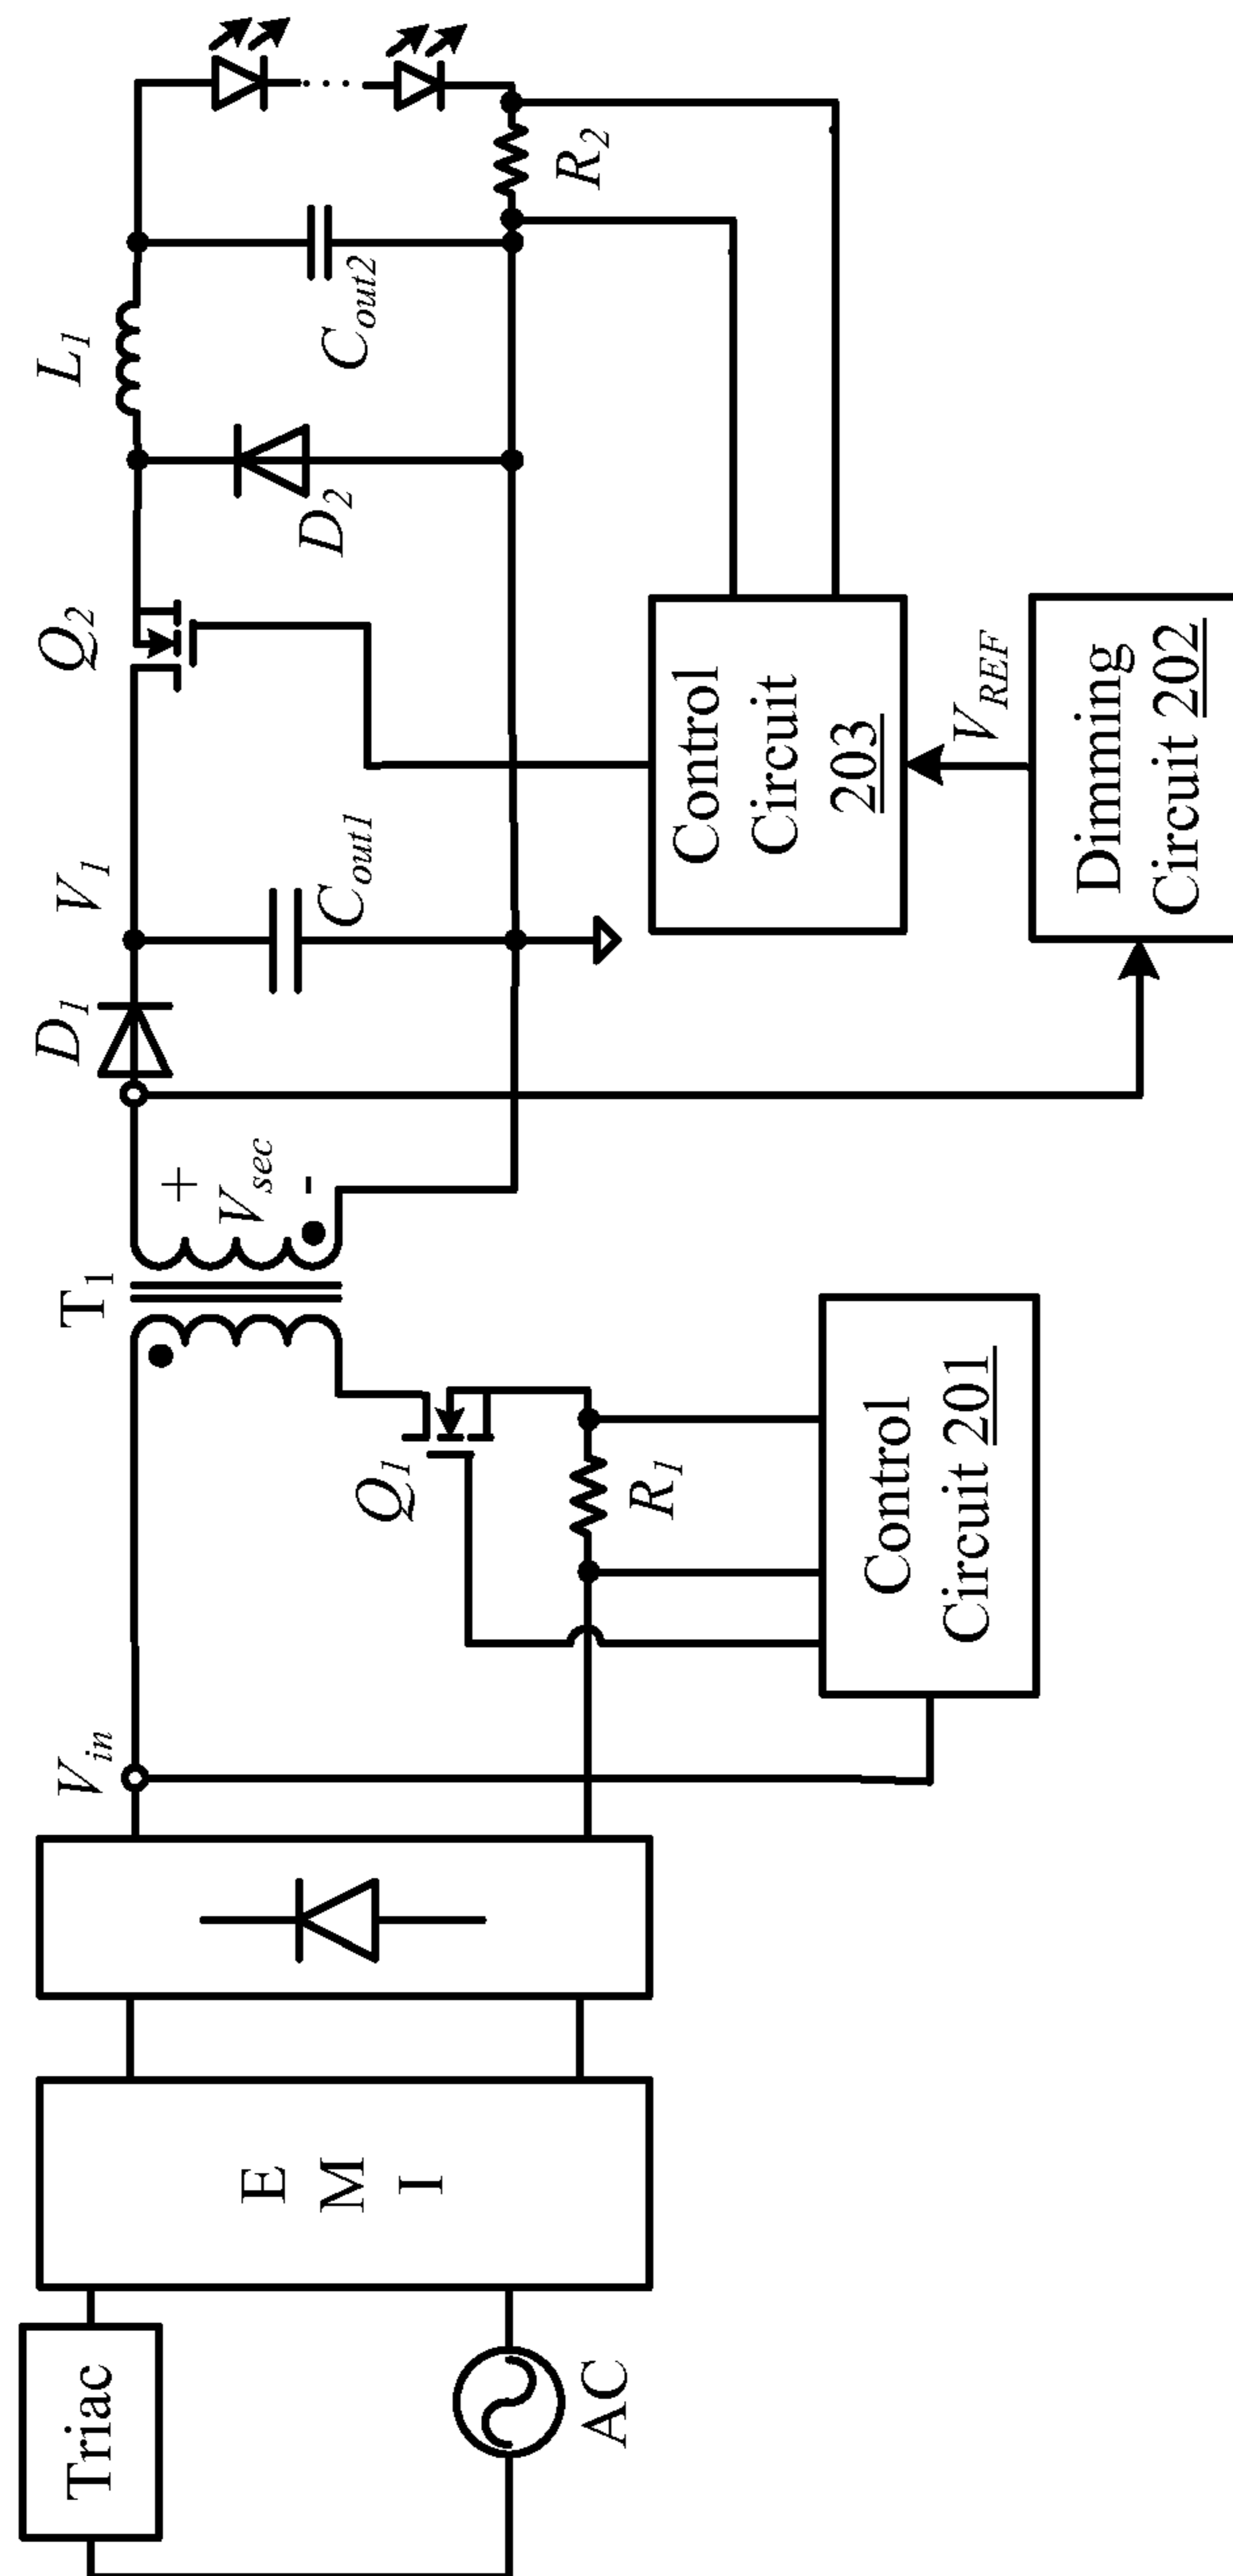 Triac
AC
E
M
I
V_in
Q_1
R_1
Control
Circuit 201
T_1
+
V_sec
-
D_1
V_1
C_out1
Q_2
D_2
L_1
C_out2
R_2
Control
Circuit
203
V_REF
Dimming
Circuit 202